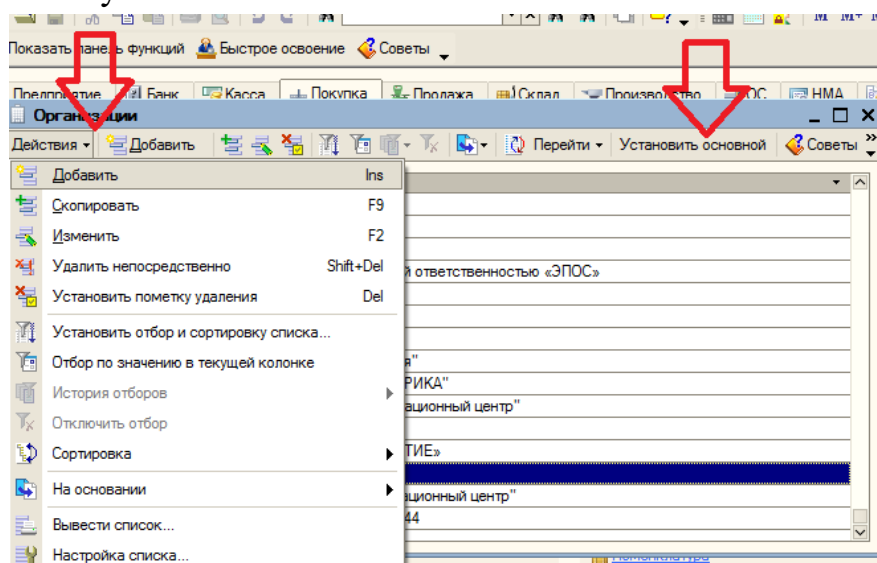 М М+
Показать панель функций Быстрое освоение Советы
Предприятие Банк Касса Покупка Продажа Склад Производство ОС НМА
Организации
Действия Добавить Перейти Установить основной Советы »
Добавить Ins
Скопировать F9
Изменить F2
Удалить непосредственно Shift+Del
й ответственностью «ЭПОС»
Установить пометку удаления Del
Установить отбор и сортировку списка...
Отбор по значению в текущей колонке
я"
РИКА"
История отборов
ационный центр"
Отключить отбор
Сортировка
ТИЕ»
На основании
ационный центр"
44
Вывести список...
Настройка списка...
Номенклатура